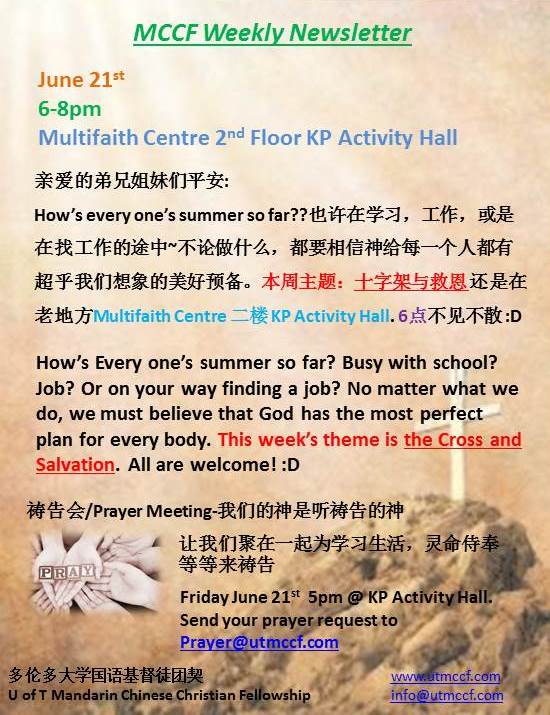 MCCF Weekly Newsletter
June 21st
6-8pm
Multifaith Centre 2nd Floor KP Activity Hall
亲爱的弟兄姐妹们平安:
How's every one's summer so far??也许在学习，工作，或是
在找工作的途中~不论做什么，都要相信神给每一个人都有
超乎我们想象的美好预备。本周主题：十字架与救恩还是在
老地方Multifaith Centre 二楼 KP Activity Hall. 6点不见不散 :D
How's Every one's summer so far? Busy with school?
Job? Or on your way finding a job? No matter what we
do, we must believe that God has the most perfect
plan for every body. This week's theme is the Cross and
Salvation. All are welcome! :D
祷告会/Prayer Meeting-我们的神是听祷告的神
PRAY
让我们聚在一起为学习生活，灵命侍奉
等等来祷告
Friday June 21st 5pm @ KP Activity Hall.
Send your prayer request to
Prayer@utmccf.com
多伦多大学国语基督徒团契
U of T Mandarin Chinese Christian Fellowship
www.utmccf.com
info@utmccf.com